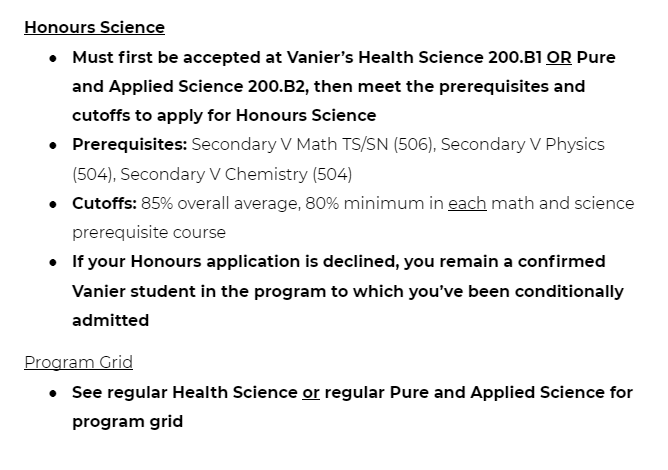 Honours Science
● Must first be accepted at Vanier’s Health Science 200.B1 OR Pure
and Applied Science 200.B2, then meet the prerequisites and
cutoffs to apply for Honours Science
● Prerequisites: Secondary V Math TS/SN (506), Secondary V Physics
(504), Secondary V Chemistry (504)
● Cutoffs: 85% overall average, 80% minimum in each math and science
prerequisite course
● If your Honours application is declined, you remain a confirmed
Vanier student in the program to which you’ve been conditionally
admitted
Program Grid
● See regular Health Science or regular Pure and Applied Science for
program grid